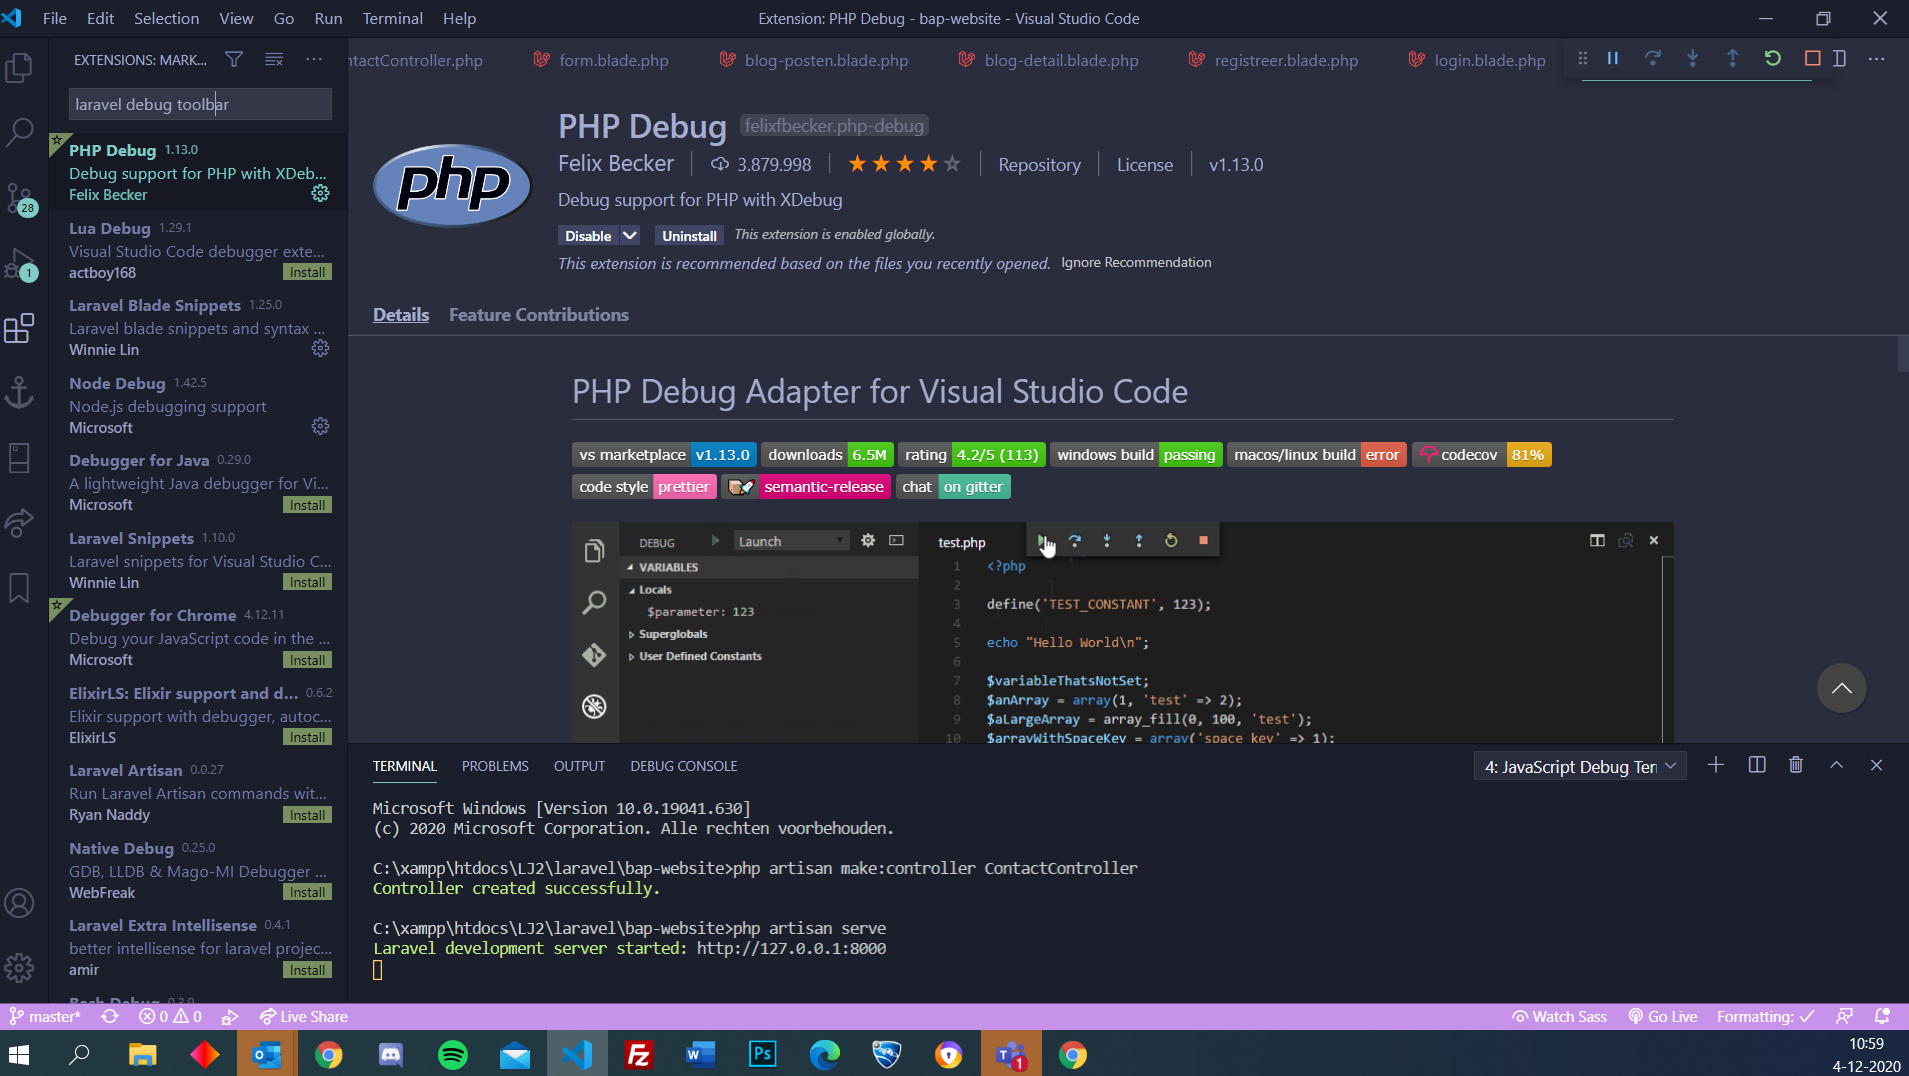 File Edit Selection View Go Run Terminal Help
Extension: PHP Debug - bap-website - Visual Studio Code
EXTENSIONS: MARK...
ntactController.php form.blade.php blog-posten.blade.php blog-detail.blade.php registreer.blade.php login.blade.php
laravel debug toolbar
PHP Debug 1.13.0
Debug support for PHP with XDeb...
Felix Becker
Lua Debug 1.29.1
Visual Studio Code debugger exte...
actboy168 Install
Laravel Blade Snippets 1.25.0
Laravel blade snippets and syntax ...
Winnie Lin
Node Debug 1.42.5
Node.js debugging support
Microsoft
Debugger for Java 0.29.0
A lightweight Java debugger for Vi...
Microsoft Install
Laravel Snippets 1.10.0
Laravel snippets for Visual Studio C...
Winnie Lin Install
Debugger for Chrome 4.12.11
Debug your JavaScript code in the ...
Microsoft Install
ElixirLS: Elixir support and d... 0.6.2
Elixir support with debugger, autoc...
ElixirLS Install
Laravel Artisan 0.0.27
Run Laravel Artisan commands wit...
Ryan Naddy Install
Native Debug 0.25.0
GDB, LLDB & Mago-MI Debugger ...
WebFreak Install
Laravel Extra Intellisense 0.4.1
better intellisense for laravel projec...
amir Install
Bash Debug 0.3.9
28
1
php
PHP Debug felixfbecker.php-debug
Felix Becker 3.879.998 Repository License v1.13.0
Debug support for PHP with XDebug
Disable Uninstall This extension is enabled globally.
This extension is recommended based on the files you recently opened. Ignore Recommendation
Details Feature Contributions
PHP Debug Adapter for Visual Studio Code
vs marketplace v1.13.0 downloads 6.5M rating 4.2/5 (113) windows build passing macos/linux build error codecov 81%
code style prettier semantic-release chat on gitter
DEBUG Launch
VARIABLES
Locals
$parameter: 123
Superglobals
User Defined Constants
test.php
1 <?php
2
3 define('TEST_CONSTANT', 123);
4
5 echo "Hello World\n";
6
7 $variableThatsNotSet;
8 $anArray = array(1, 'test' => 2);
9 $aLargeArray = array_fill(0, 100, 'test');
10 $arrayWithSpaceKey = array('space key' => 1);
TERMINAL PROBLEMS OUTPUT DEBUG CONSOLE
4: JavaScript Debug Ter
Microsoft Windows [Version 10.0.19041.630]
(c) 2020 Microsoft Corporation. Alle rechten voorbehouden.
C:\xampp\htdocs\LJ2\laravel\bap-website>php artisan make:controller ContactController
Controller created successfully.
C:\xampp\htdocs\LJ2\laravel\bap-website>php artisan serve
Laravel development server started: http://127.0.0.1:8000
master* 0 0 Live Share Watch Sass Go Live Formatting:
Fz Ps 1
10:59
4-12-2020